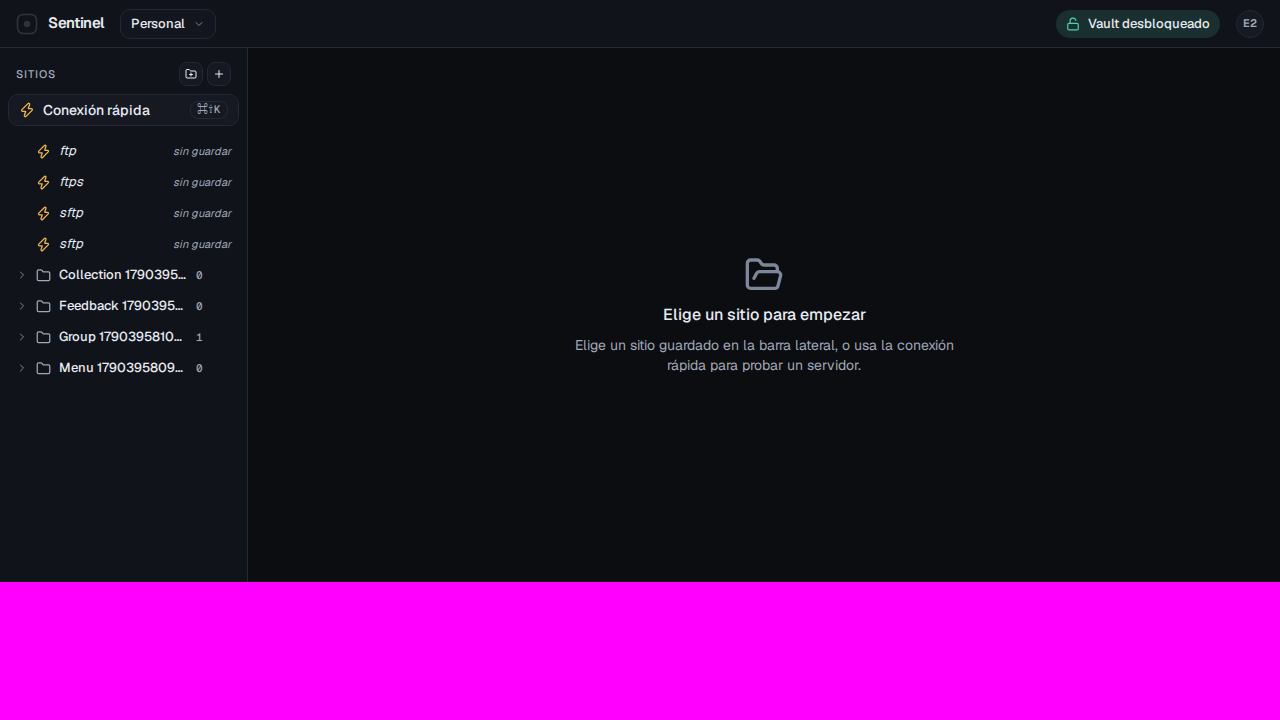 Sentinel
Personal
Vault desbloqueado
E2
SITIOS
Conexión rápida
⌘⇧K
ftp sin guardar
ftps sin guardar
sftp sin guardar
sftp sin guardar
Collection 1790395… 0
Feedback 1790395… 0
Group 1790395810… 1
Menu 1790395809… 0
Elige un sitio para empezar
Elige un sitio guardado en la barra lateral, o usa la conexión
rápida para probar un servidor.